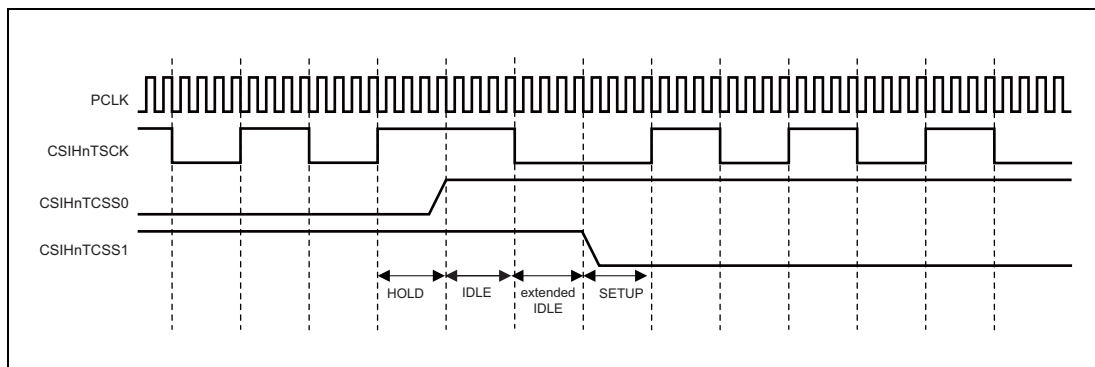 PCLK
CSIHnTSCK
CSIHnTCSS0
CSIHnTCSS1
HOLD
IDLE
extended
IDLE
SETUP